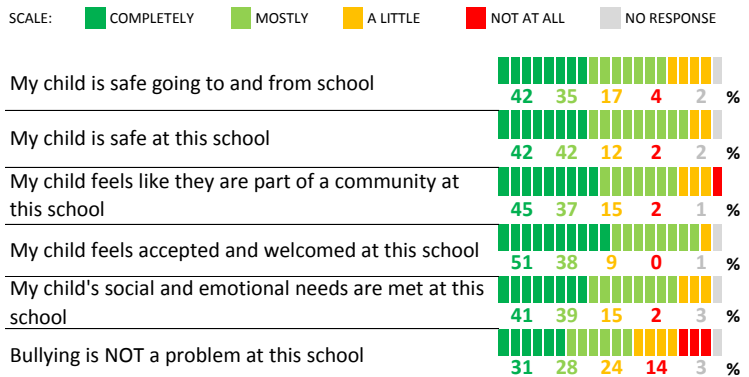 SCALE: COMPLETELY MOSTLY A LITTLE NOT AT ALL NO RESPONSE
My child is safe going to and from school
42 35 17 4 2 %
My child is safe at this school
42 42 12 2 2 %
My child feels like they are part of a community at
this school
45 37 15 2 1 %
My child feels accepted and welcomed at this school
51 38 9 0 1 %
My child's social and emotional needs are met at this
school
41 39 15 2 3 %
Bullying is NOT a problem at this school
31 28 24 14 3 %